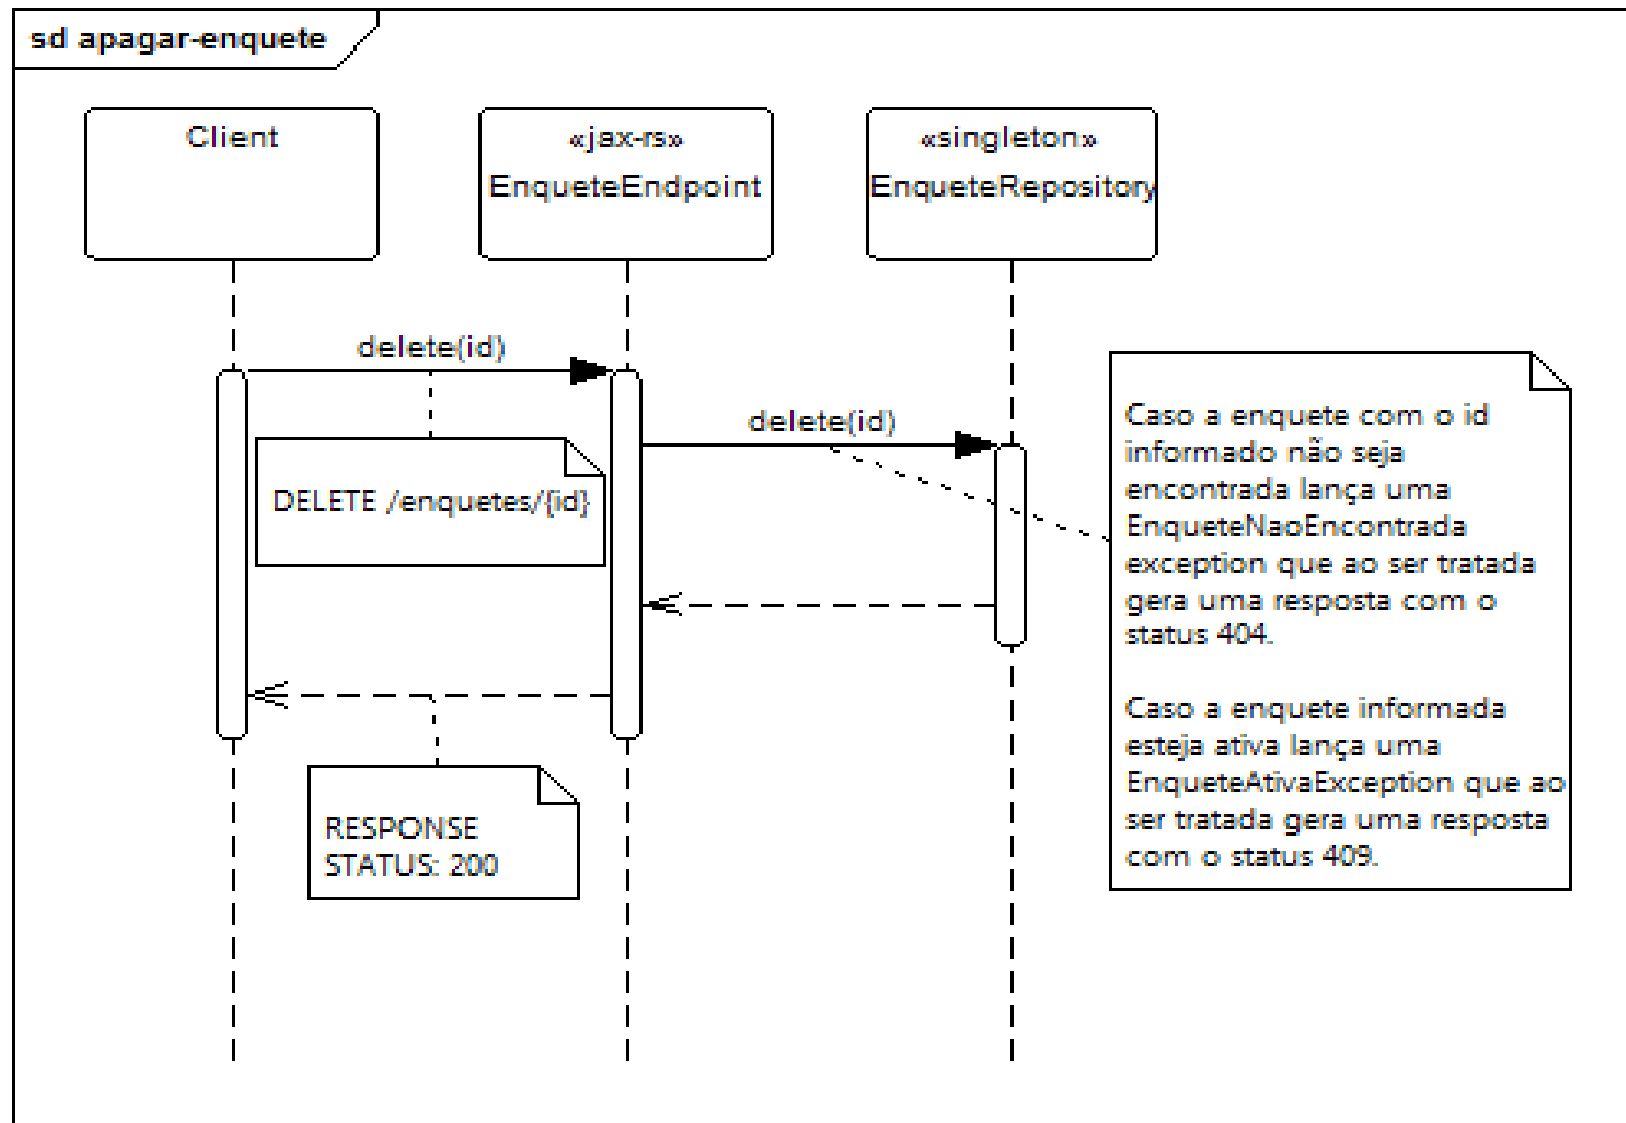 sd apagar-enquete
Client
«jax-rs»
EnqueteEndpoint
«singleton»
EnqueteRepository
delete(id)
delete(id)
DELETE /enquetes/{id}
Caso a enquete com o id
informado não seja
encontrada lança uma
EnqueteNaoEncontrada
exception que ao ser tratada
gera uma resposta com o
status 404.
Caso a enquete informada
esteja ativa lança uma
EnqueteAtivaException que ao
ser tratada gera uma resposta
com o status 409.
RESPONSE
STATUS: 200